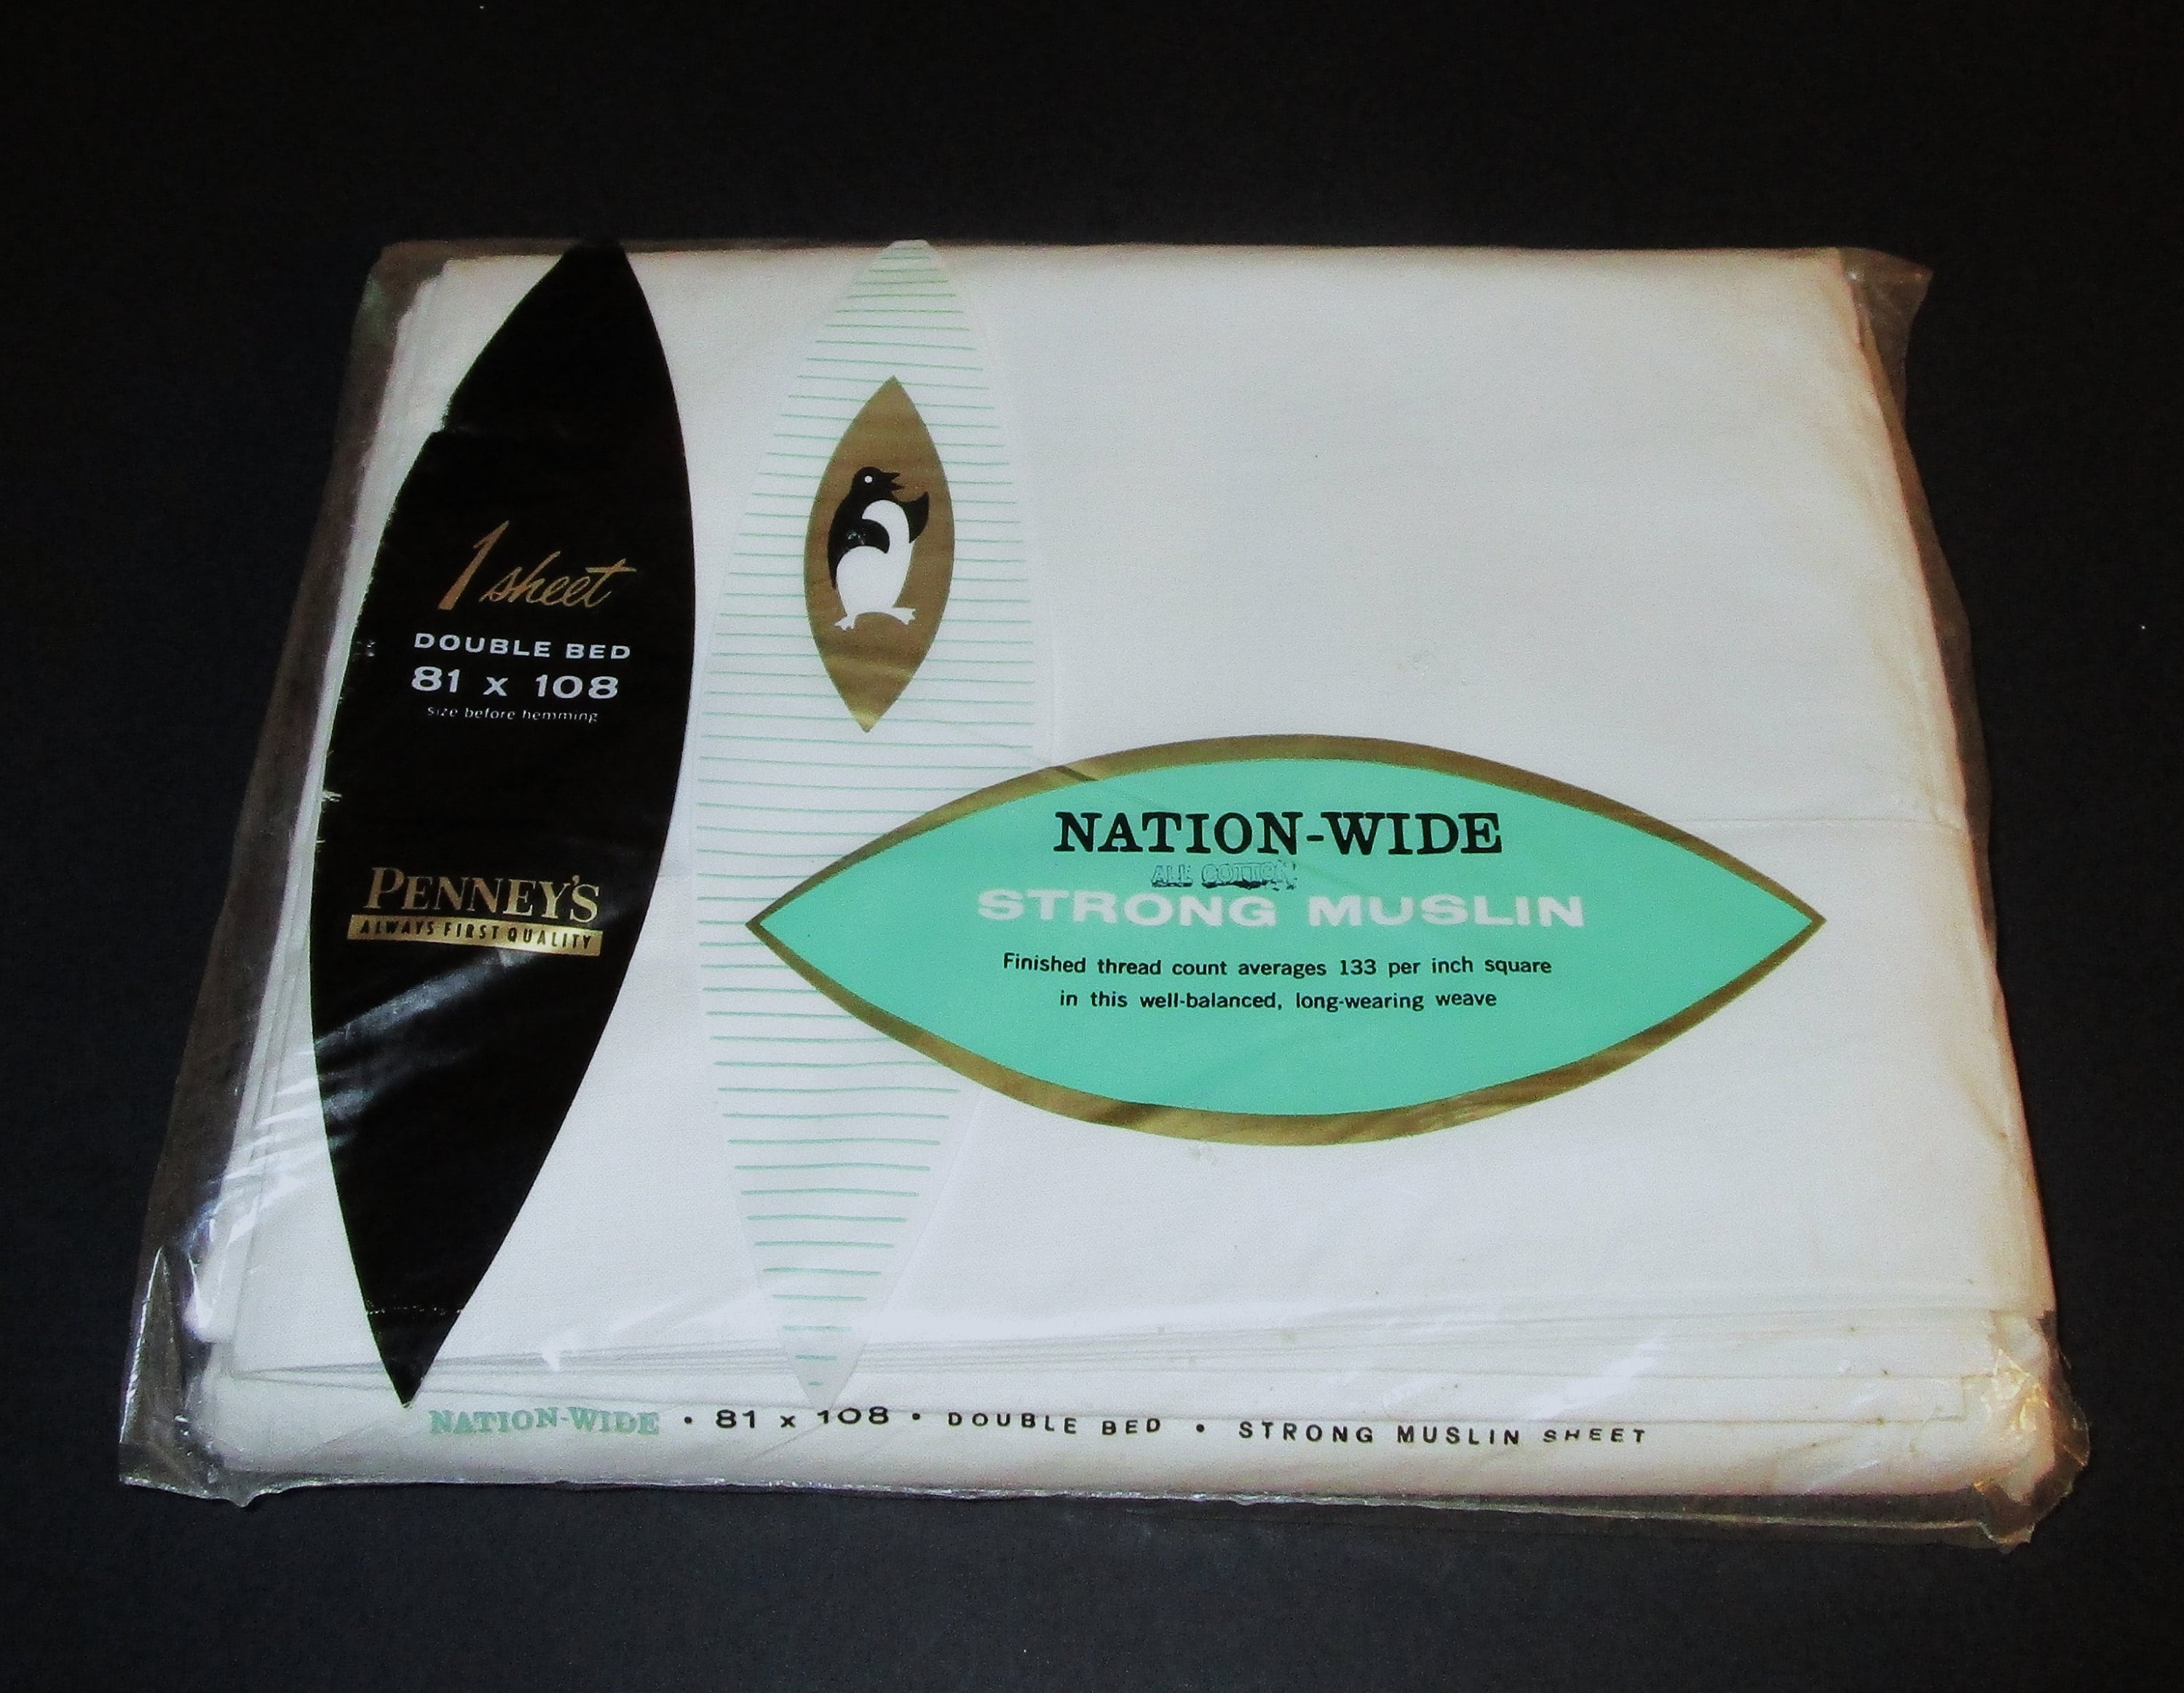 1 sheet
DOUBLE BED
81 x 108
Size before hemming
PENNEY'S
ALWAYS FIRST QUALITY
NATION-WIDE
ALL COTTON
STRONG MUSLIN
Finished thread count averages 133 per inch square
in this well-balanced, long-wearing weave
NATION-WIDE • 81 x 108 • DOUBLE BED • STRONG MUSLIN SHEET